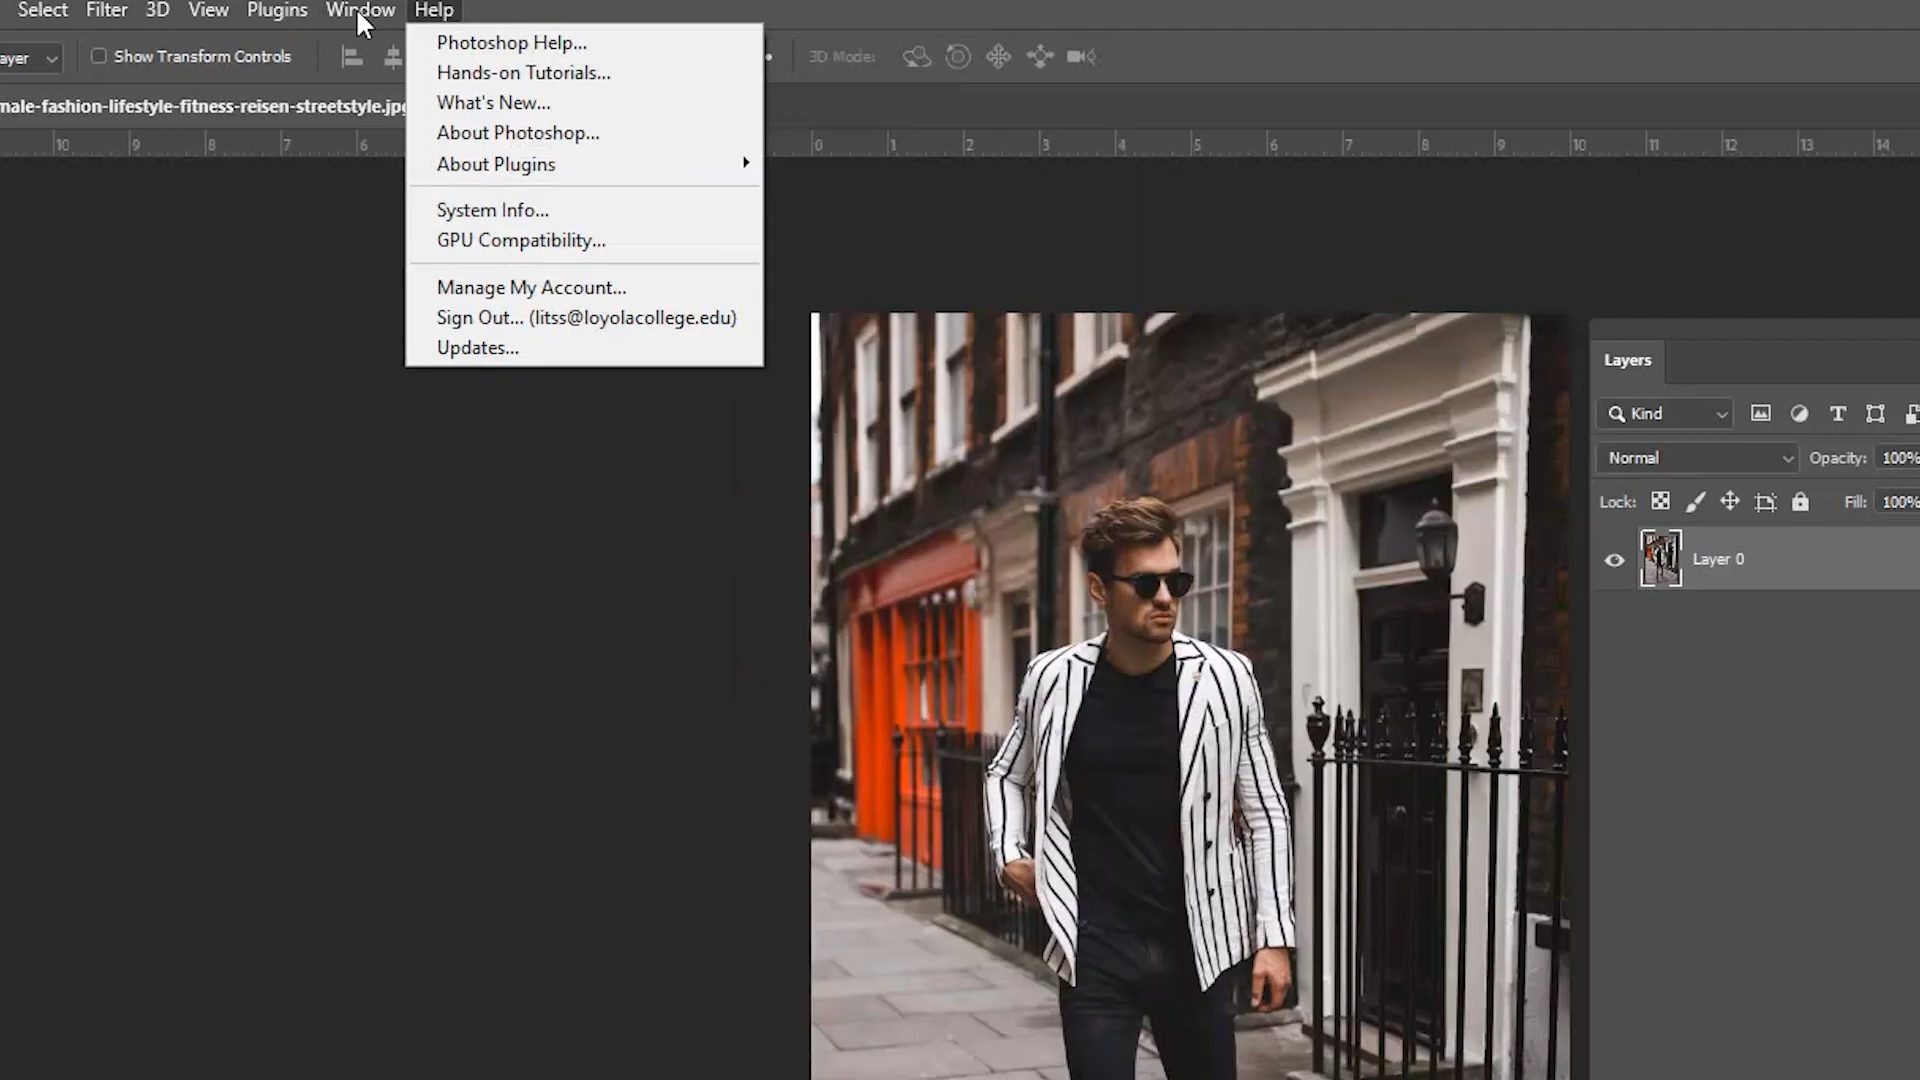 Select Filter 3D View Plugins Window Help
ayer Show Transform Controls 3D Mode:
male-fashion-lifestyle-fitness-reisen-streetstyle.jpg
10 9 8 7 6 0 1 2 3 4 5 6 7 8 9 10 11 12 13 14
Photoshop Help...
Hands-on Tutorials...
What's New...
About Photoshop...
About Plugins
System Info...
GPU Compatibility...
Manage My Account...
Sign Out... (litss@loyolacollege.edu)
Updates...
Layers
Kind
Normal Opacity: 100%
Lock: Fill: 100%
Layer 0